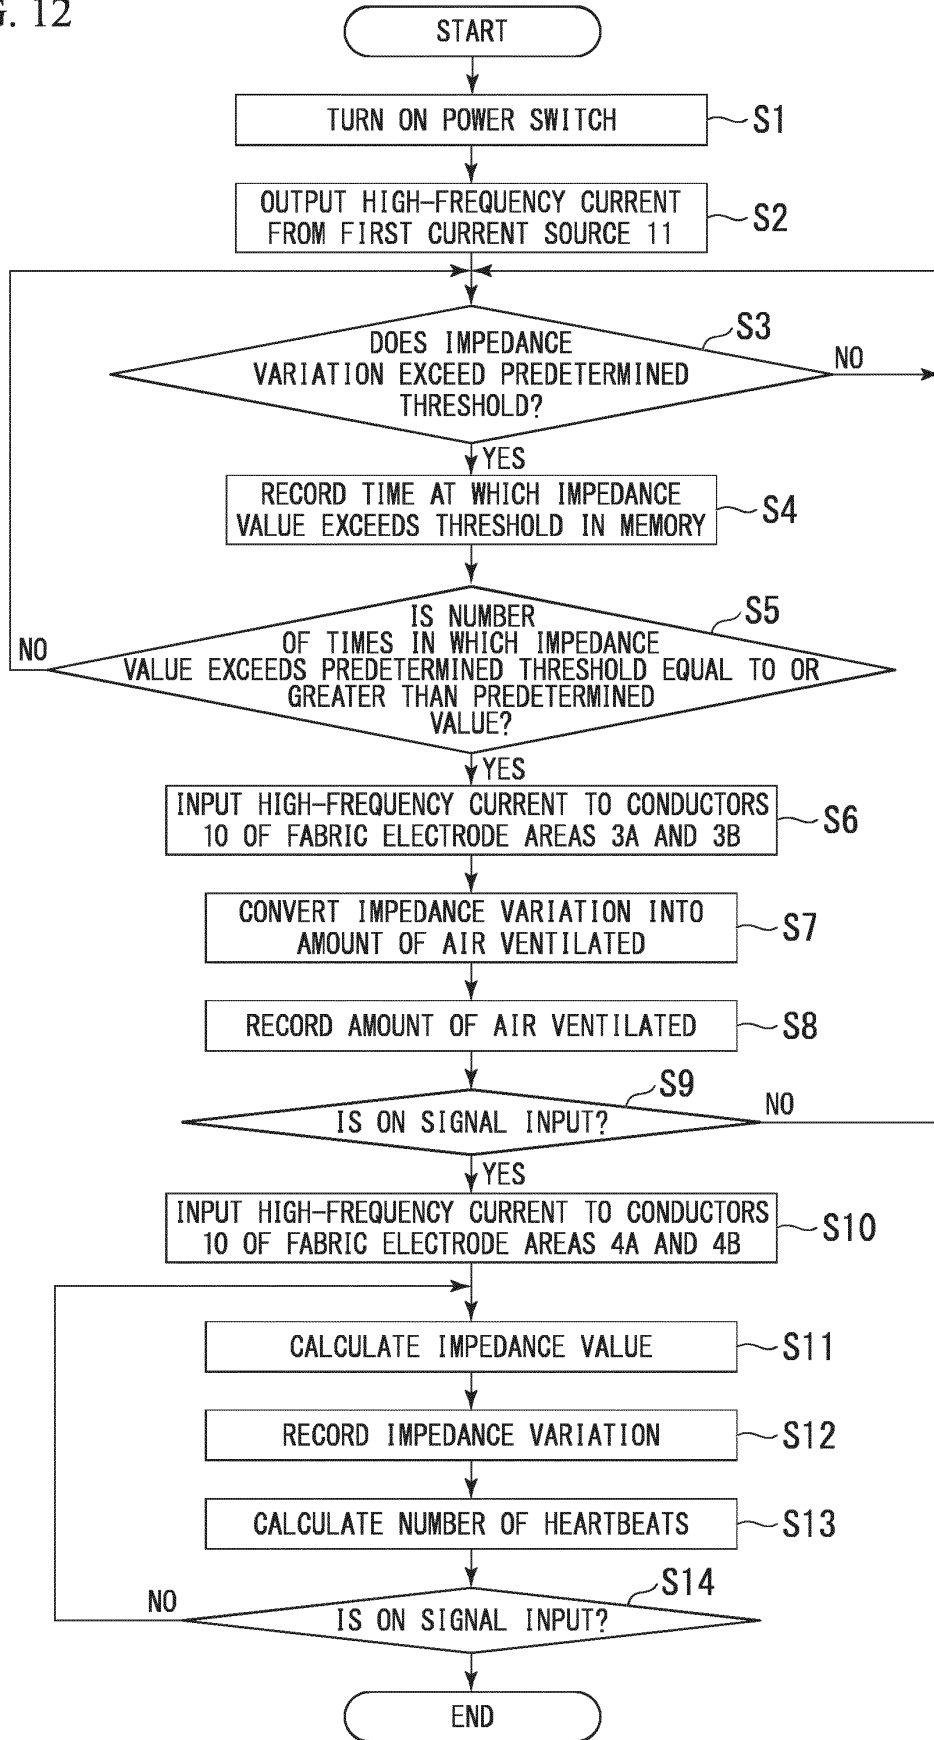 G. 12
START
TURN ON POWER SWITCH
S1
OUTPUT HIGH-FREQUENCY CURRENT
FROM FIRST CURRENT SOURCE 11
S2
S3
DOES IMPEDANCE
VARIATION EXCEED PREDETERMINED
THRESHOLD?
NO
YES
RECORD TIME AT WHICH IMPEDANCE
VALUE EXCEEDS THRESHOLD IN MEMORY
S4
S5
IS NUMBER
OF TIMES IN WHICH IMPEDANCE
VALUE EXCEEDS PREDETERMINED THRESHOLD EQUAL TO OR
GREATER THAN PREDETERMINED
VALUE?
NO
YES
INPUT HIGH-FREQUENCY CURRENT TO CONDUCTORS
10 OF FABRIC ELECTRODE AREAS 3A AND 3B
S6
CONVERT IMPEDANCE VARIATION INTO
AMOUNT OF AIR VENTILATED
S7
RECORD AMOUNT OF AIR VENTILATED
S8
S9
IS ON SIGNAL INPUT?
NO
YES
INPUT HIGH-FREQUENCY CURRENT TO CONDUCTORS
10 OF FABRIC ELECTRODE AREAS 4A AND 4B
S10
CALCULATE IMPEDANCE VALUE
S11
RECORD IMPEDANCE VARIATION
S12
CALCULATE NUMBER OF HEARTBEATS
S13
S14
NO
IS ON SIGNAL INPUT?
END